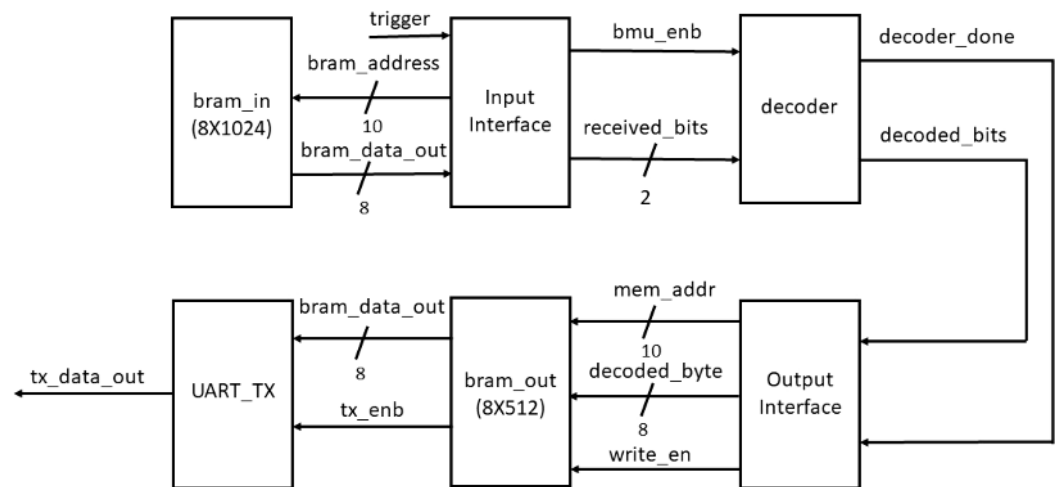 trigger
bmu_enb
decoder_done
bram_address
bram_in
(8X1024)
Input
Interface
decoder
10
received_bits
decoded_bits
bram_data_out
8
2
mem_addr
bram_data_out
10
8
decoded_byte
tx_data_out
UART_TX
bram_out
(8X512)
Output
Interface
tx_enb
8
write_en